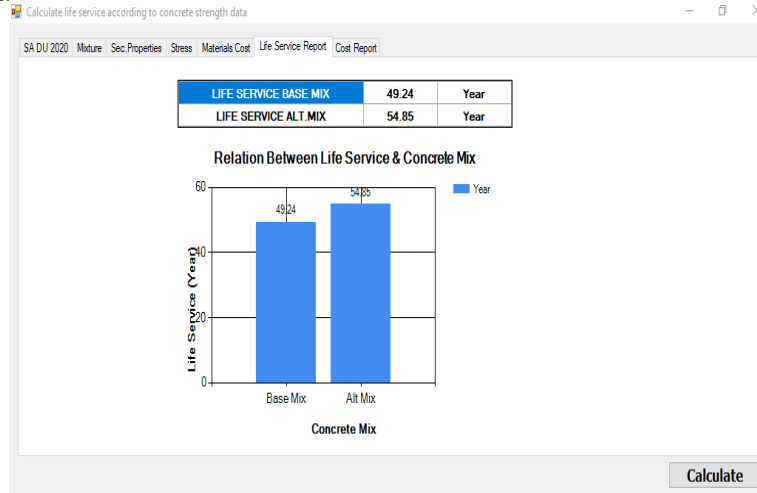 Calculate life service according to concrete strength data
SA DU 2020 Mixture Sec.Properties Stress Materials Cost Life Service Report Cost Report
LIFE SERVICE BASE MIX 49.24 Year
LIFE SERVICE ALT.MIX 54.85 Year
Relation Between Life Service & Concrele Mix
60
54.85
Year
49.24
40
Life Service (Year)
20
0
Base Mix Alt Mix
Concrete Mix
Calculate